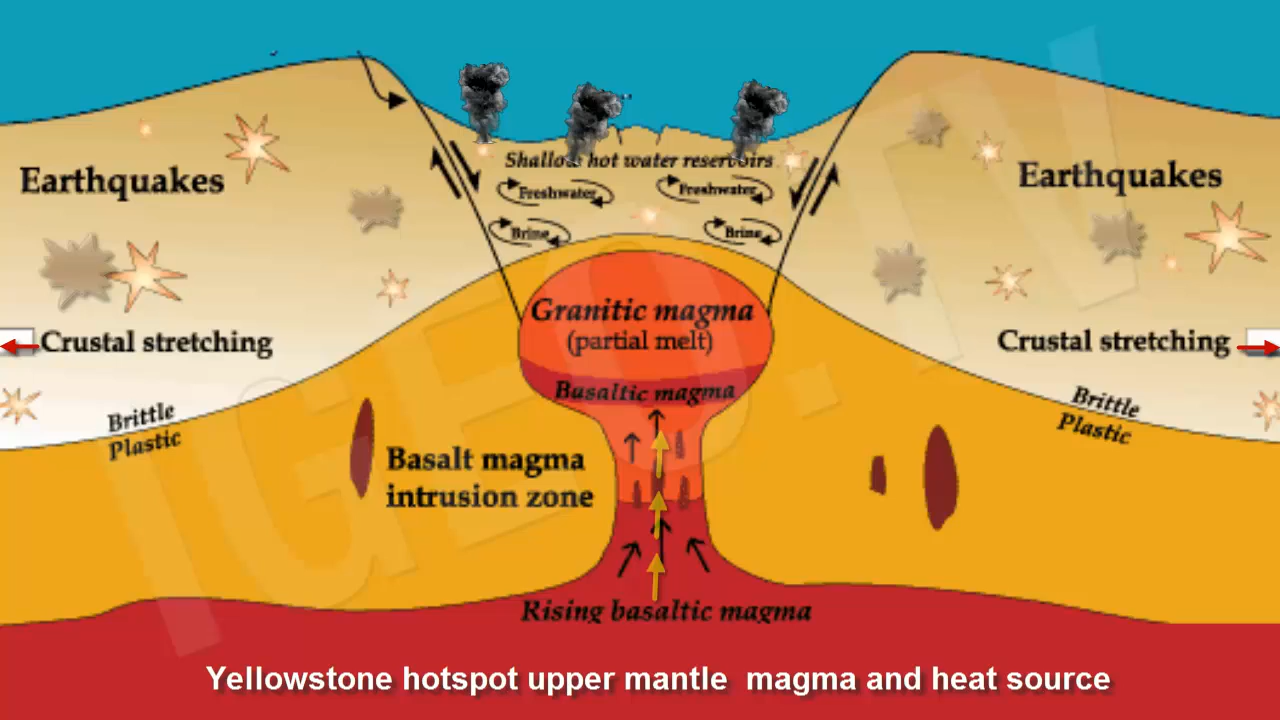 Shallow hot water reservoirs
Earthquakes
Earthquakes
Freshwater
Freshwater
Brine
Brine
Granitic magma
(partial melt)
Crustal stretching
Crustal stretching
Basaltic magma
Brittle
Plastic
Brittle
Plastic
Basalt magma
intrusion zone
Rising basaltic magma
Yellowstone hotspot upper mantle magma and heat source
IGEO.TV